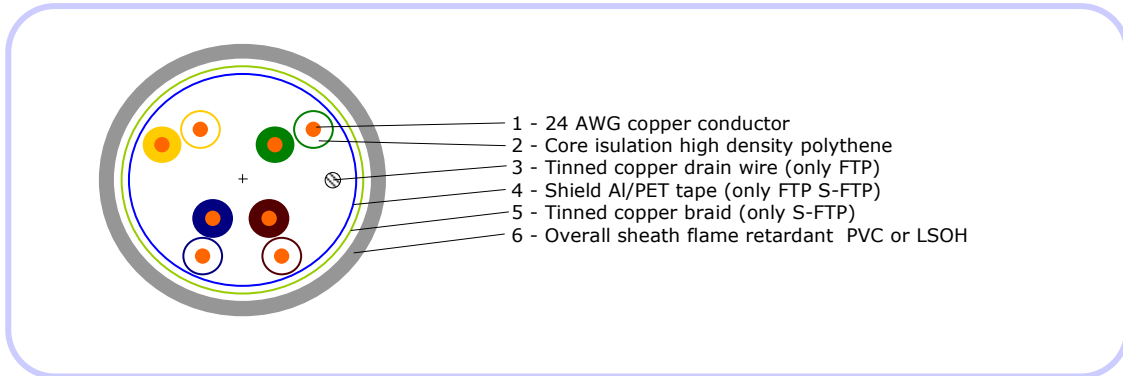 1 - 24 AWG copper conductor
2 - Core isulation high density polythene
3 - Tinned copper drain wire (only FTP)
4 - Shield Al/PET tape (only FTP S-FTP)
5 - Tinned copper braid (only S-FTP)
6 - Overall sheath flame retardant  PVC or LSOH